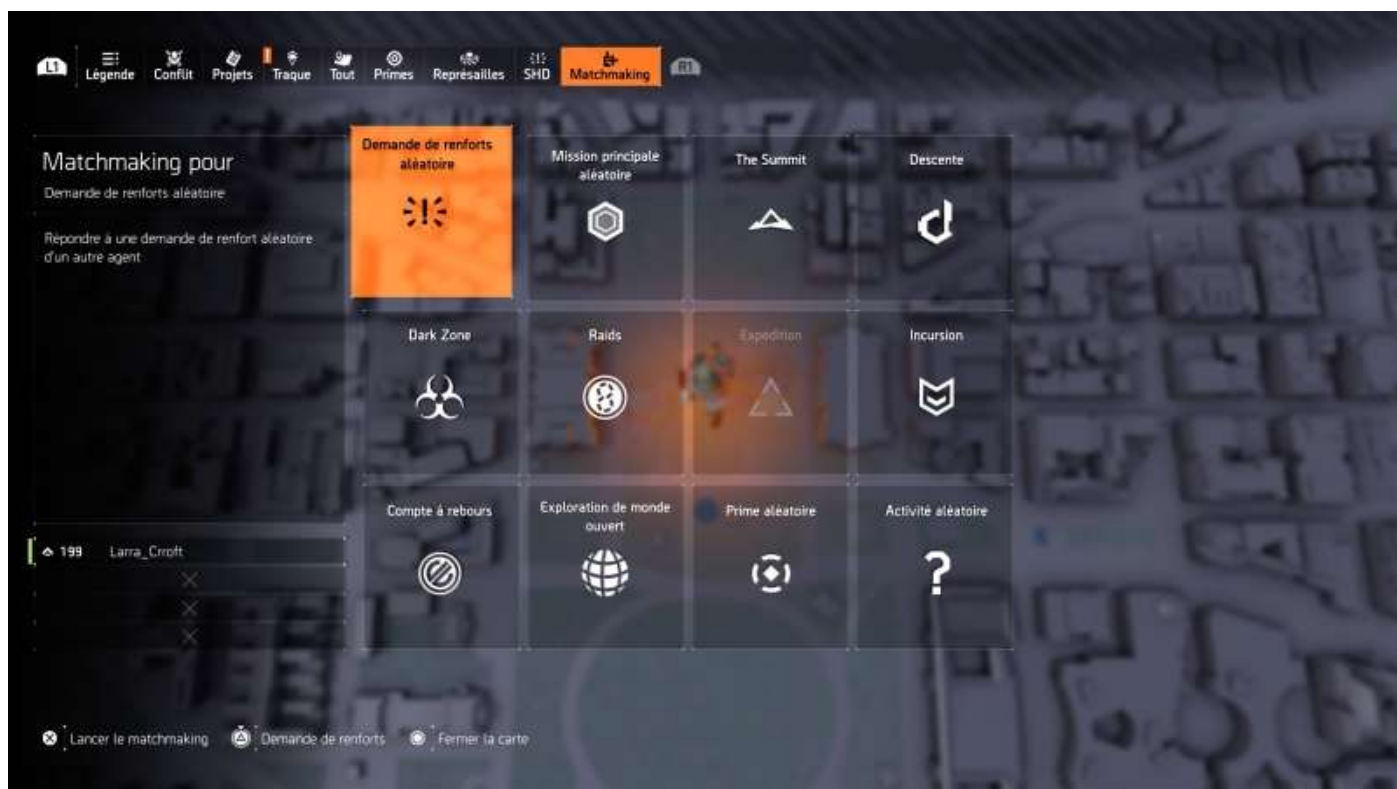 L1 Légende Conflit Projets Traque Tout Primes Représailles SHD Matchmaking R1
Matchmaking pour
Demande de renforts aléatoire
Répondre à une demande de renfort aléatoire
d'un autre agent
Demande de renforts
aléatoire
Mission principale
aléatoire
The Summit
Descente
Dark Zone
Raids
Expédition
Incursion
Compte à rebours
Exploration de monde
ouvert
Prime aléatoire
Activité aléatoire
?
199 Larra_Crroft
Lancer le matchmaking Demande de renforts Fermer la carte